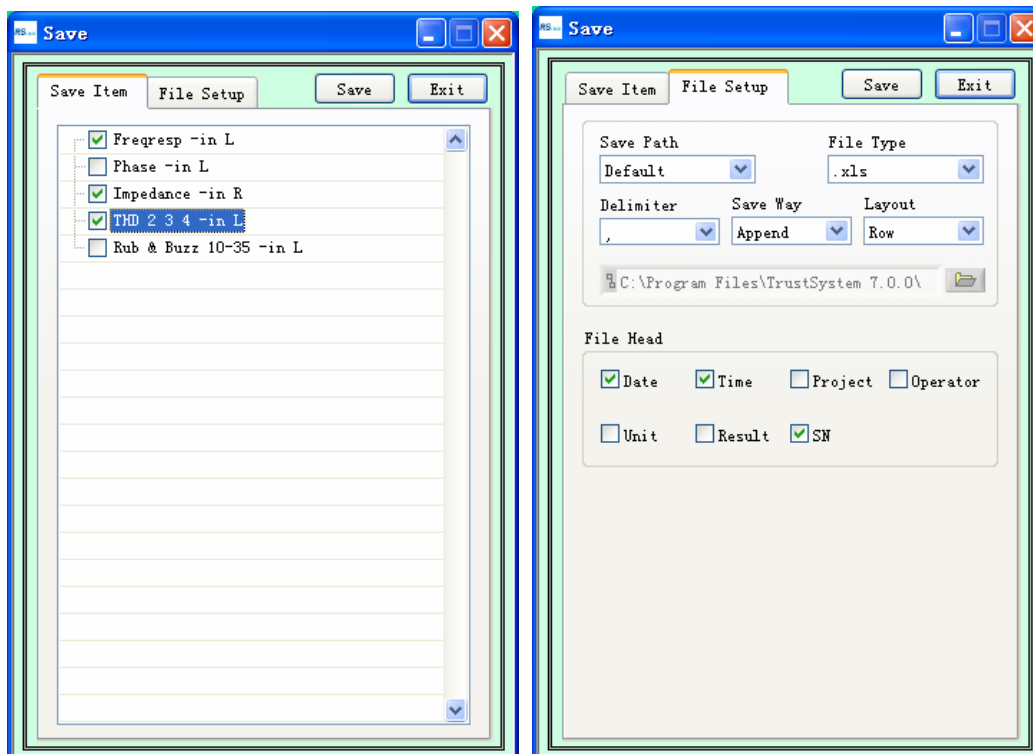 Save
Save Item File Setup Save Exit
Freqresp -in L
Phase -in L
Impedance -in R
THD 2 3 4 -in L
Rub & Buzz 10-35 -in L
Save
Save Item File Setup Save Exit
Save Path File Type
Default .xls
Delimiter Save Way Layout
, Append Row
C:\Program Files\TrustSystem 7.0.0\
File Head
Date Time Project Operator
Unit Result SN